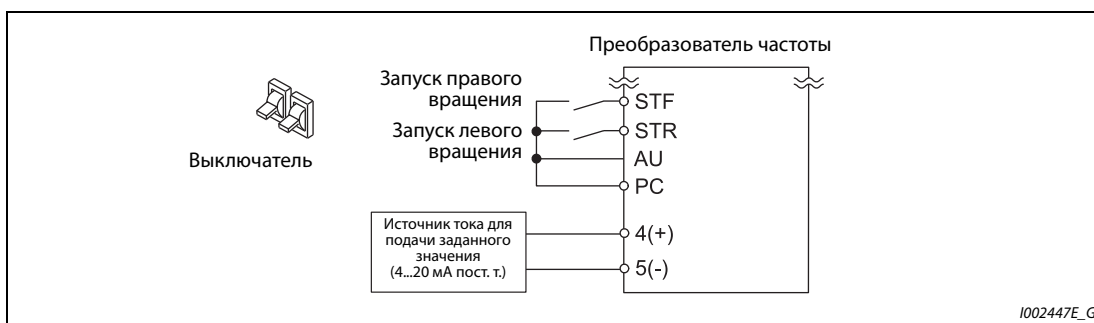 Преобразователь частоты
Запуск правого
вращения
STF
Запуск левого
вращения
STR
AU
PC
Выключатель
Источник тока для
подачи заданного
значения
(4...20 мА пост. т.)
4(+)
5(-)
I002447E_G